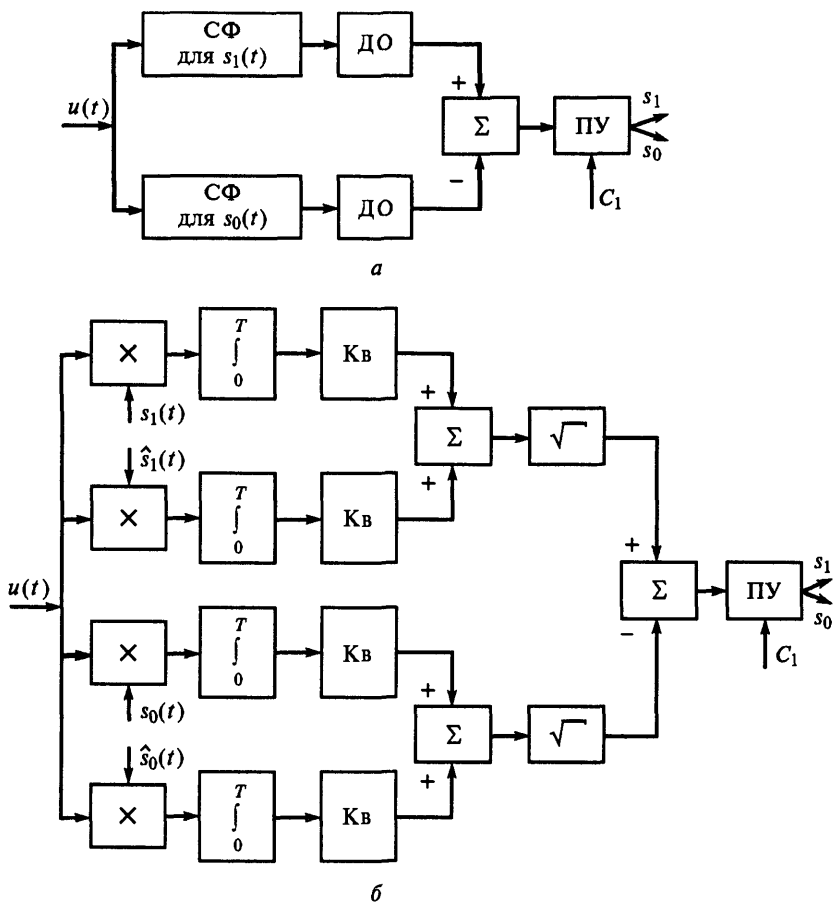 СФ
для s₁(t)
ДО
u(t)
+
Σ
ПУ
s₁
s₀
−
C₁
СФ
для s₀(t)
ДО
а
×
T
∫
0
Кв
s₁(t)
+
Σ
√
ŝ₁(t)
+
×
T
∫
0
Кв
+
u(t)
Σ
ПУ
s₁
s₀
−
C₁
×
T
∫
0
Кв
s₀(t)
+
Σ
√
ŝ₀(t)
+
×
T
∫
0
Кв
б